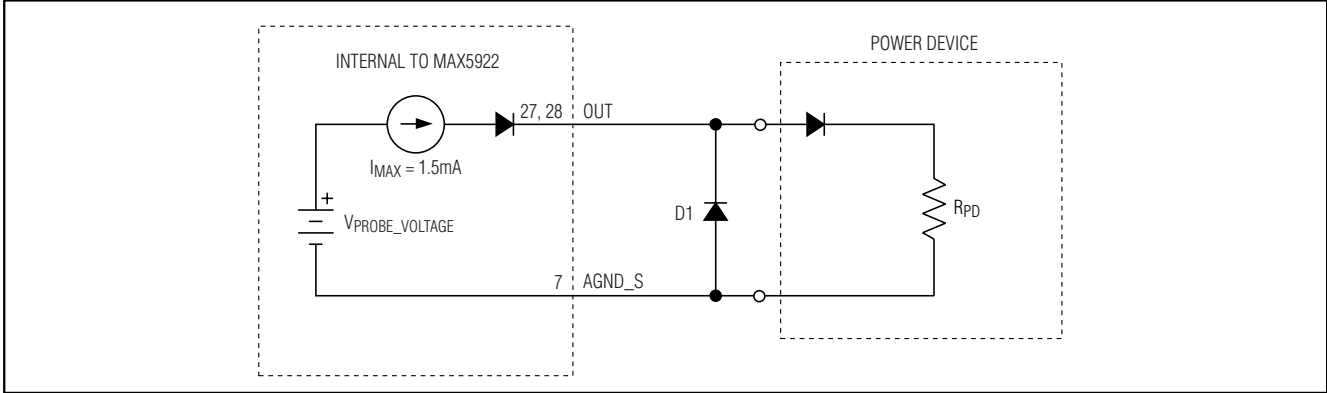 POWER DEVICE
INTERNAL TO MAX5922
27, 28 OUT
IMAX = 1.5mA
+
VPROBE_VOLTAGE
D1
RPD
7 AGND_S